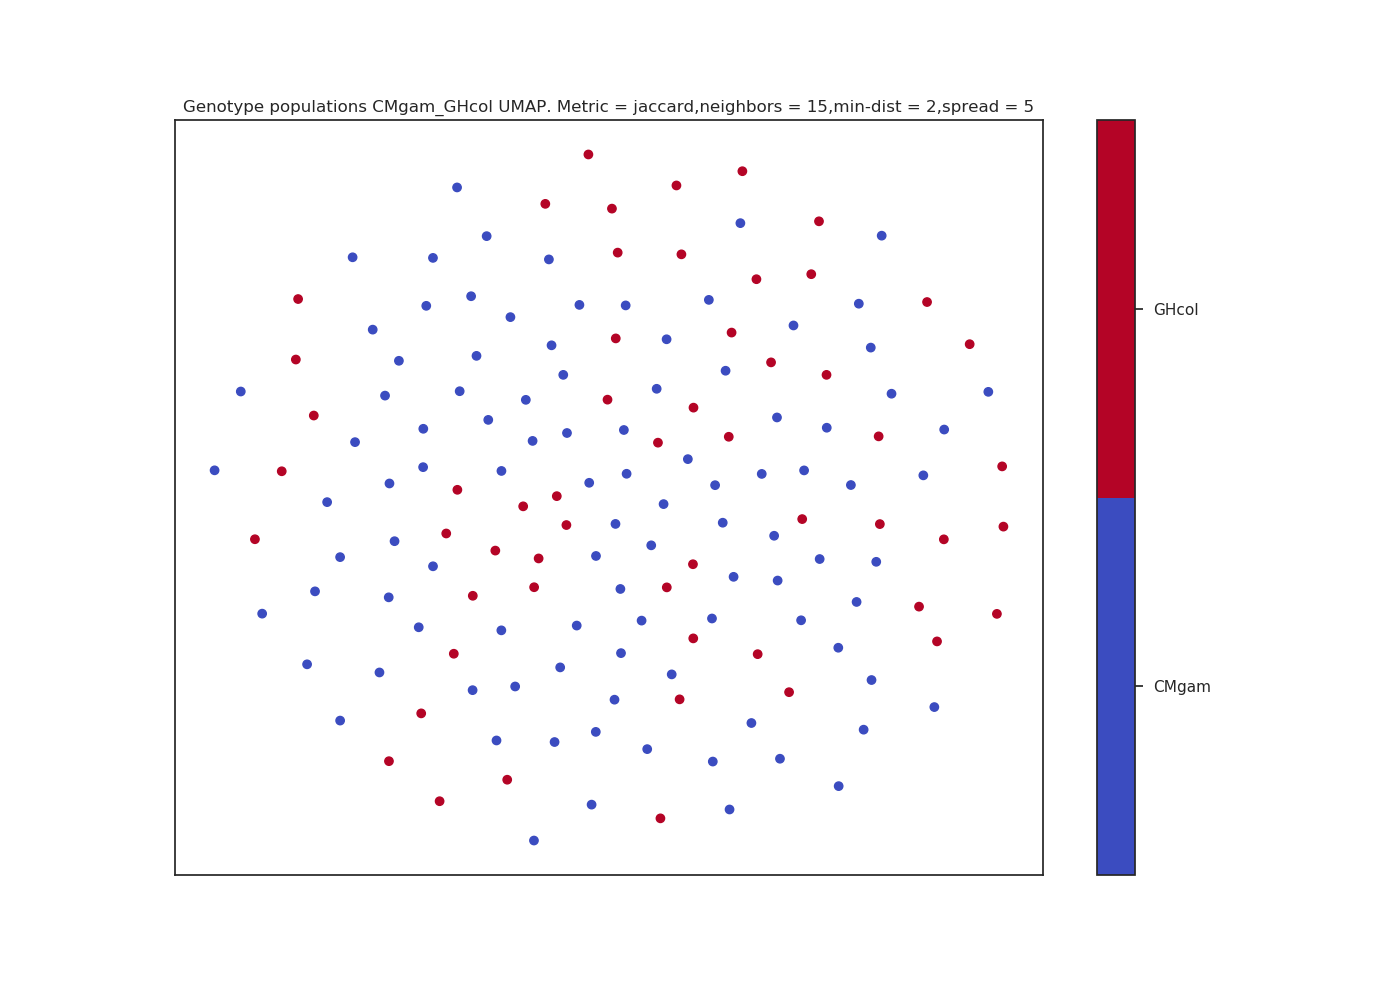 Genotype populations CMgam_GHcol UMAP. Metric = jaccard,neighbors = 15,min-dist = 2,spread = 5
GHcol
CMgam